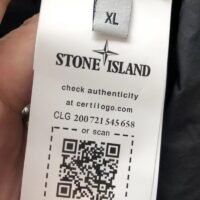 XL
STONE ISLAND
check authenticity
at certilogo.com
CLG 200721545658
or scan